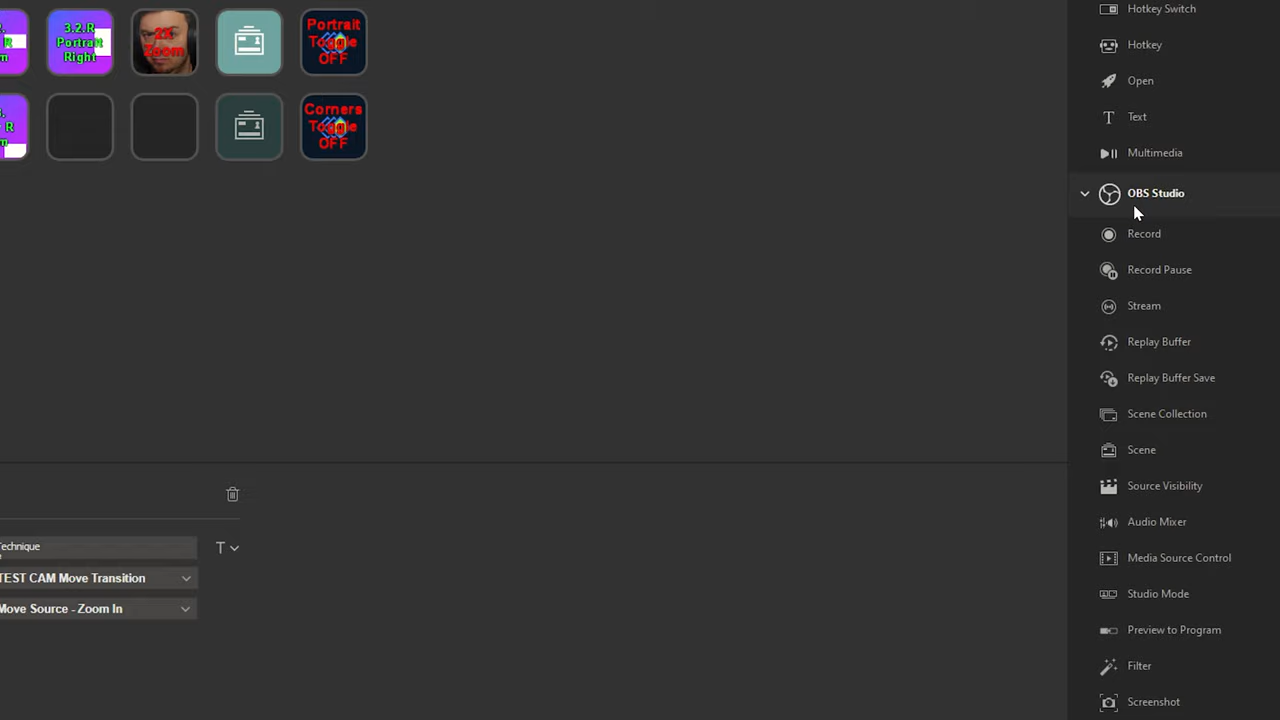 3.2.R
Portrait
Right
2X
Zoom
Portrait
Toggle
OFF
R
Corners
Toggle
OFF
Technique
TEST CAM Move Transition
Move Source - Zoom In
T
Hotkey Switch
Hotkey
Open
Text
Multimedia
OBS Studio
Record
Record Pause
Stream
Replay Buffer
Replay Buffer Save
Scene Collection
Scene
Source Visibility
Audio Mixer
Media Source Control
Studio Mode
Preview to Program
Filter
Screenshot